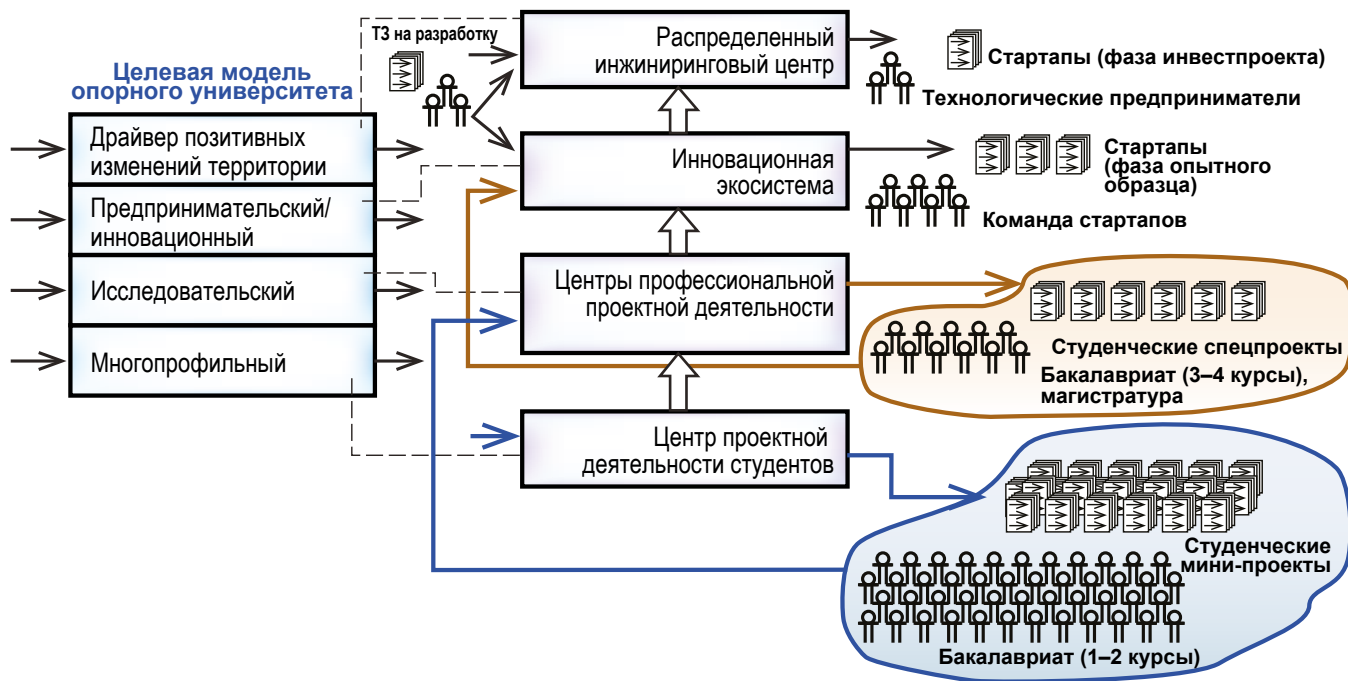 ТЗ на разработку
Целевая модель
опорного университета
Драйвер позитивных
изменений территории
Предпринимательский/
инновационный
Исследовательский
Многопрофильный
Распределенный
инжиниринговый центр
Инновационная
экосистема
Центры профессиональной
проектной деятельности
Центр проектной
деятельности студентов
Стартапы (фаза инвестпроекта)
Технологические предприниматели
Стартапы
(фаза опытного
образца)
Команда стартапов
Студенческие спецпроекты
Бакалавриат (3–4 курсы),
магистратура
Студенческие
мини-проекты
Бакалавриат (1–2 курсы)